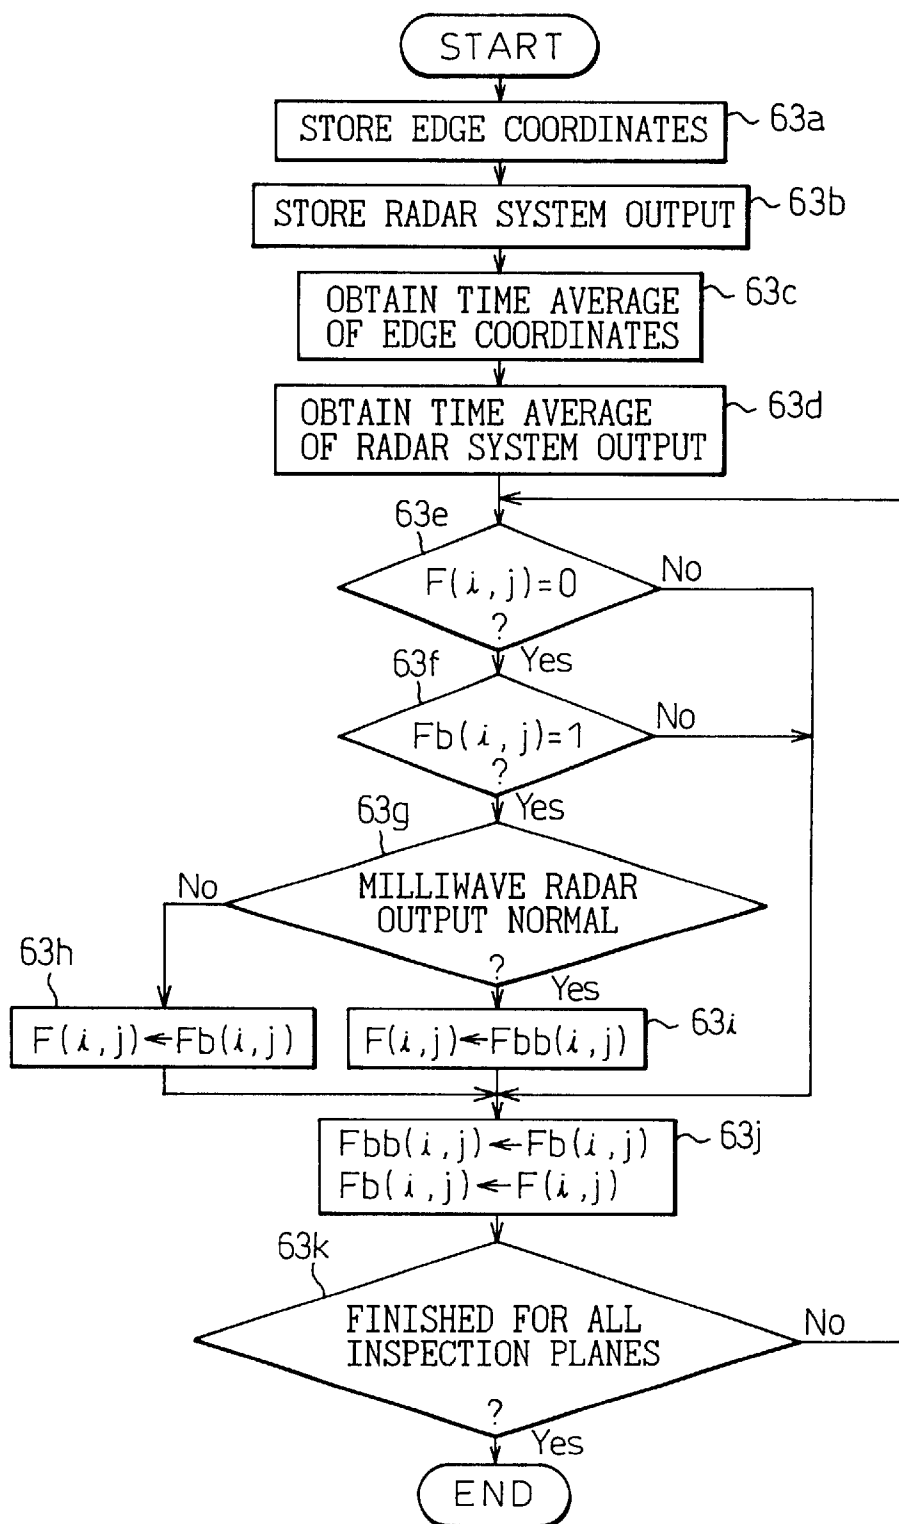 START
STORE EDGE COORDINATES
63a
STORE RADAR SYSTEM OUTPUT
63b
OBTAIN TIME AVERAGE
OF EDGE COORDINATES
63c
OBTAIN TIME AVERAGE
OF RADAR SYSTEM OUTPUT
63d
63e
F(i,j)=0
?
No
Yes
63f
Fb(i,j)=1
?
No
Yes
63g
MILLIWAVE RADAR
OUTPUT NORMAL
?
No
Yes
63h
F(i,j)←Fb(i,j)
F(i,j)←Fbb(i,j)
63i
Fbb(i,j)←Fb(i,j)
Fb(i,j)←F(i,j)
63j
63k
FINISHED FOR ALL
INSPECTION PLANES
?
No
Yes
END